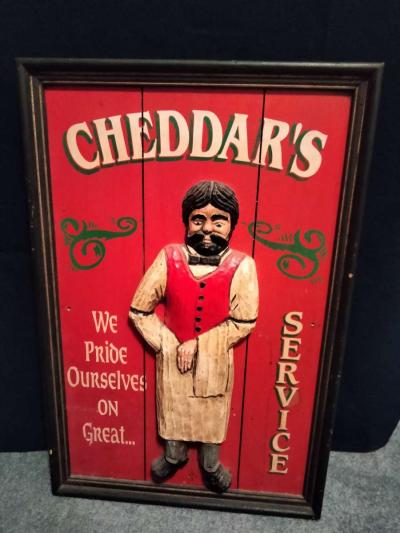 CHEDDAR'S
We
Pride
Ourselves
on
Great...
SERVICE